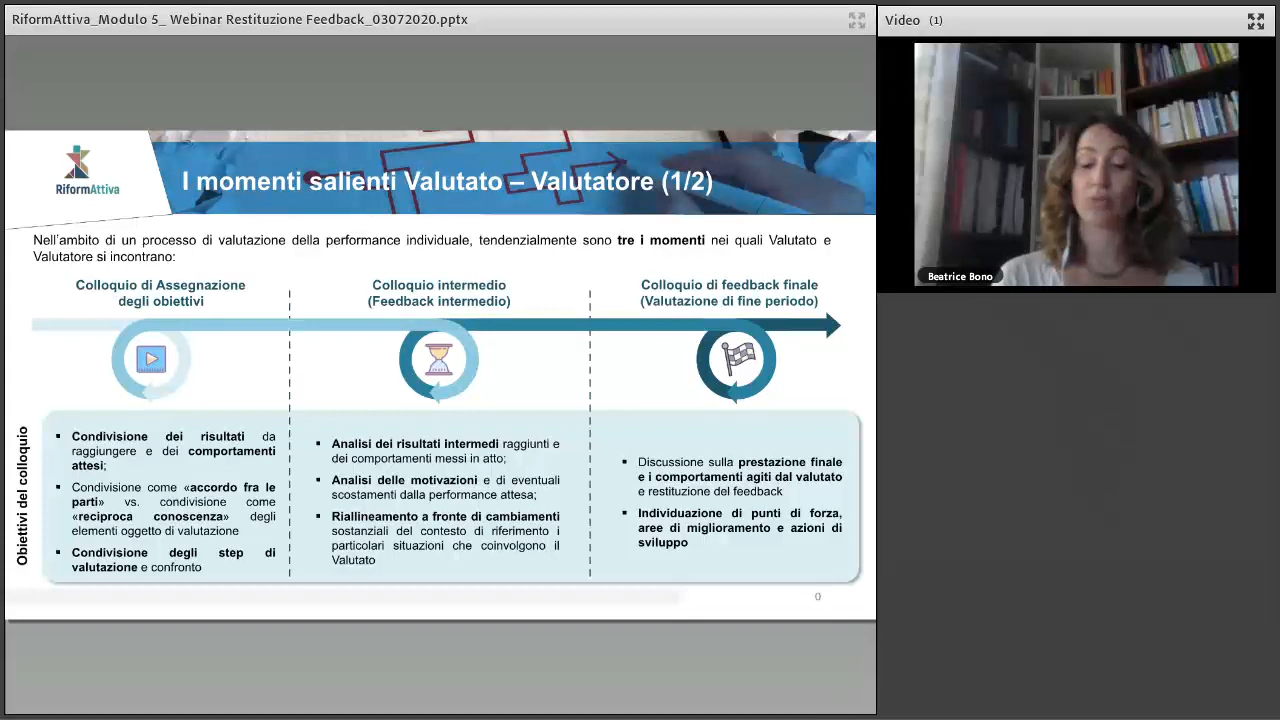 RiformAttiva_Modulo 5_ Webinar Restituzione Feedback_03072020.pptx
Video (1)
Beatrice Bono
RiformAttiva
I momenti salienti Valutato – Valutatore (1/2)
Nell'ambito di un processo di valutazione della performance individuale, tendenzialmente sono tre i momenti nei quali Valutato e
Valutatore si incontrano:
Colloquio di Assegnazione
degli obiettivi
Colloquio intermedio
(Feedback intermedio)
Colloquio di feedback finale
(Valutazione di fine periodo)
Obiettivi del colloquio
▪ Condivisione dei risultati da
raggiungere e dei comportamenti
attesi;
▪ Condivisione come «accordo fra le
parti» vs. condivisione come
«reciproca conoscenza» degli
elementi oggetto di valutazione
▪ Condivisione degli step di
valutazione e confronto
▪ Analisi dei risultati intermedi raggiunti e
dei comportamenti messi in atto;
▪ Analisi delle motivazioni e di eventuali
scostamenti dalla performance attesa;
▪ Riallineamento a fronte di cambiamenti
sostanziali del contesto di riferimento i
particolari situazioni che coinvolgono il
Valutato
▪ Discussione sulla prestazione finale
e i comportamenti agiti dal valutato
e restituzione del feedback
▪ Individuazione di punti di forza,
aree di miglioramento e azioni di
sviluppo
0